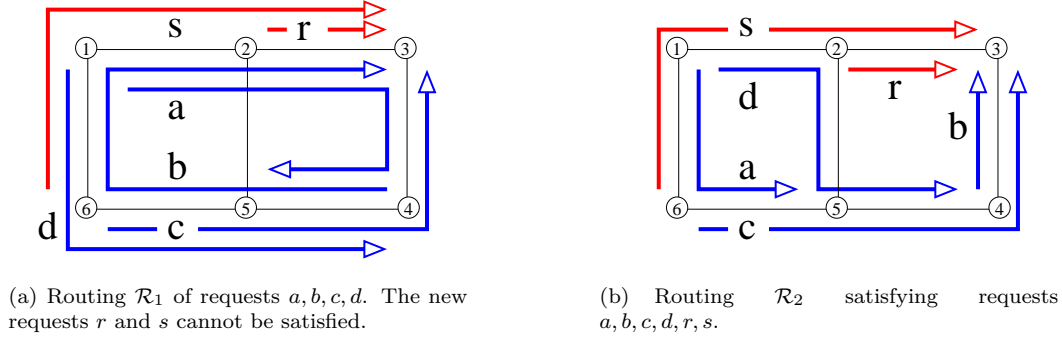 s r
1 2 3
a
b
6 5 4
d c
(a) Routing R₁ of requests a, b, c, d. The new
requests r and s cannot be satisfied.
s
1 2 3
d r
b
a
6 5 4
c
(b) Routing R₂ satisfying requests
a, b, c, d, r, s.